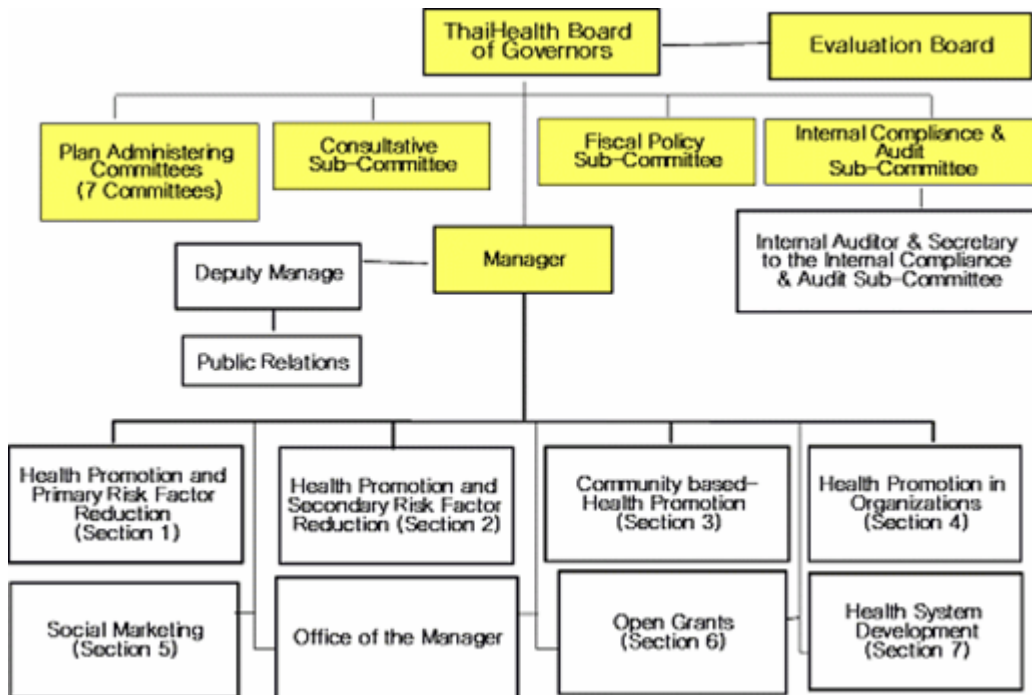 ThaiHealth Board
of Governors
Evaluation Board
Plan Administering
Committees
(7 Committees)
Consultative
Sub-Committee
Fiscal Policy
Sub-Committee
Internal Compliance &
Audit
Sub-Committee
Internal Auditor & Secretary
to the Internal Compliance
& Audit Sub-Committee
Manager
Deputy Manage
Public Relations
Health Promotion and
Primary Risk Factor
Reduction
(Section 1)
Health Promotion and
Secondary Risk Factor
Reduction (Section 2)
Community based-
Health Promotion
(Section 3)
Health Promotion in
Organizations
(Section 4)
Social Marketing
(Section 5)
Office of the Manager
Open Grants
(Section 6)
Health System
Development
(Section 7)